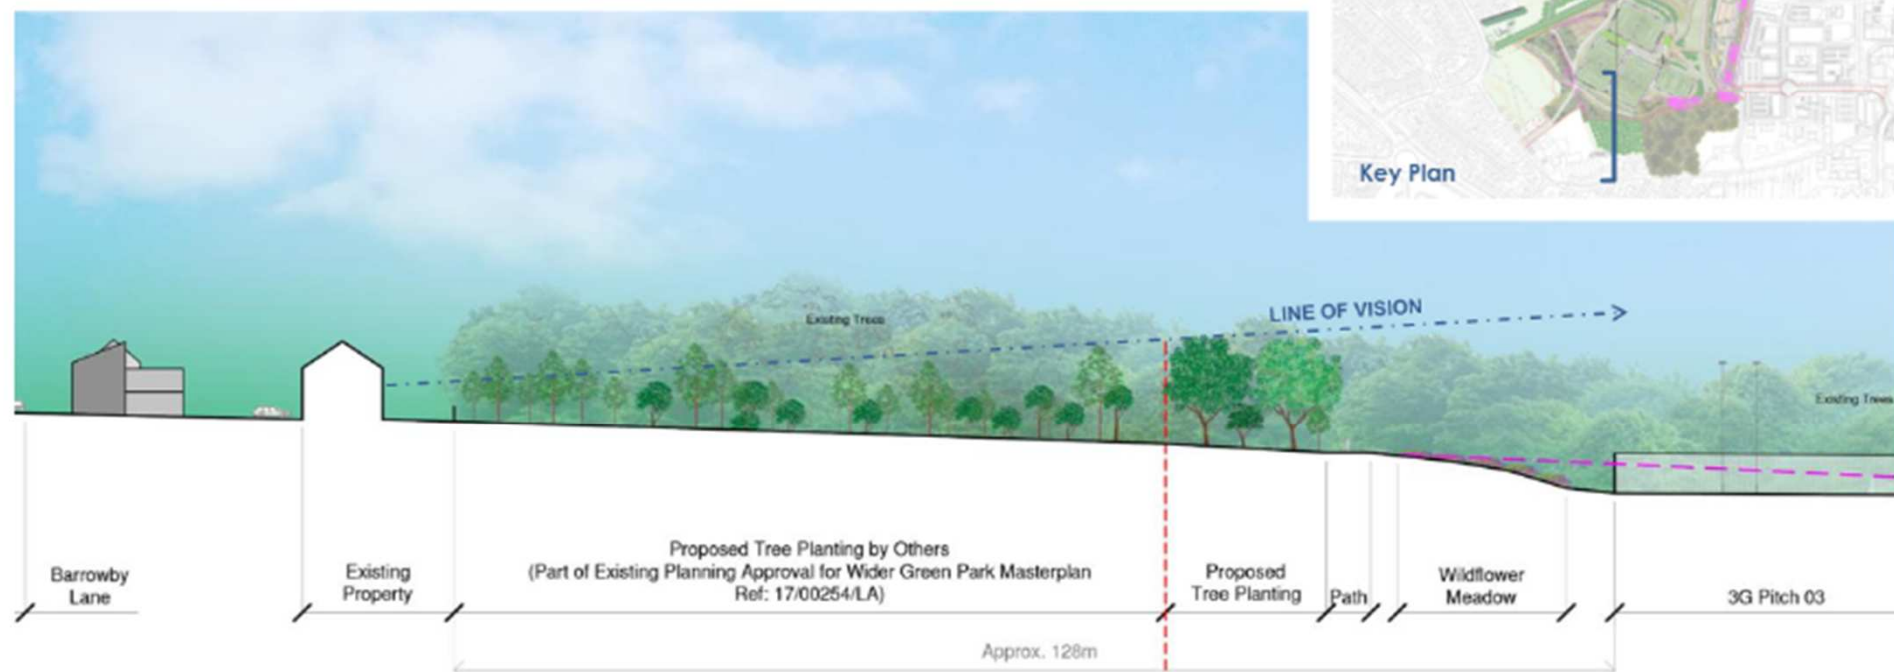 Key Plan
LINE OF VISION
Existing Trees
Existing Trees
Barrowby
Lane
Existing
Property
Proposed Tree Planting by Others
(Part of Existing Planning Approval for Wider Green Park Masterplan
Ref: 17/00254/LA)
Proposed
Tree Planting
Path
Wildflower
Meadow
3G Pitch 03
Approx. 128m